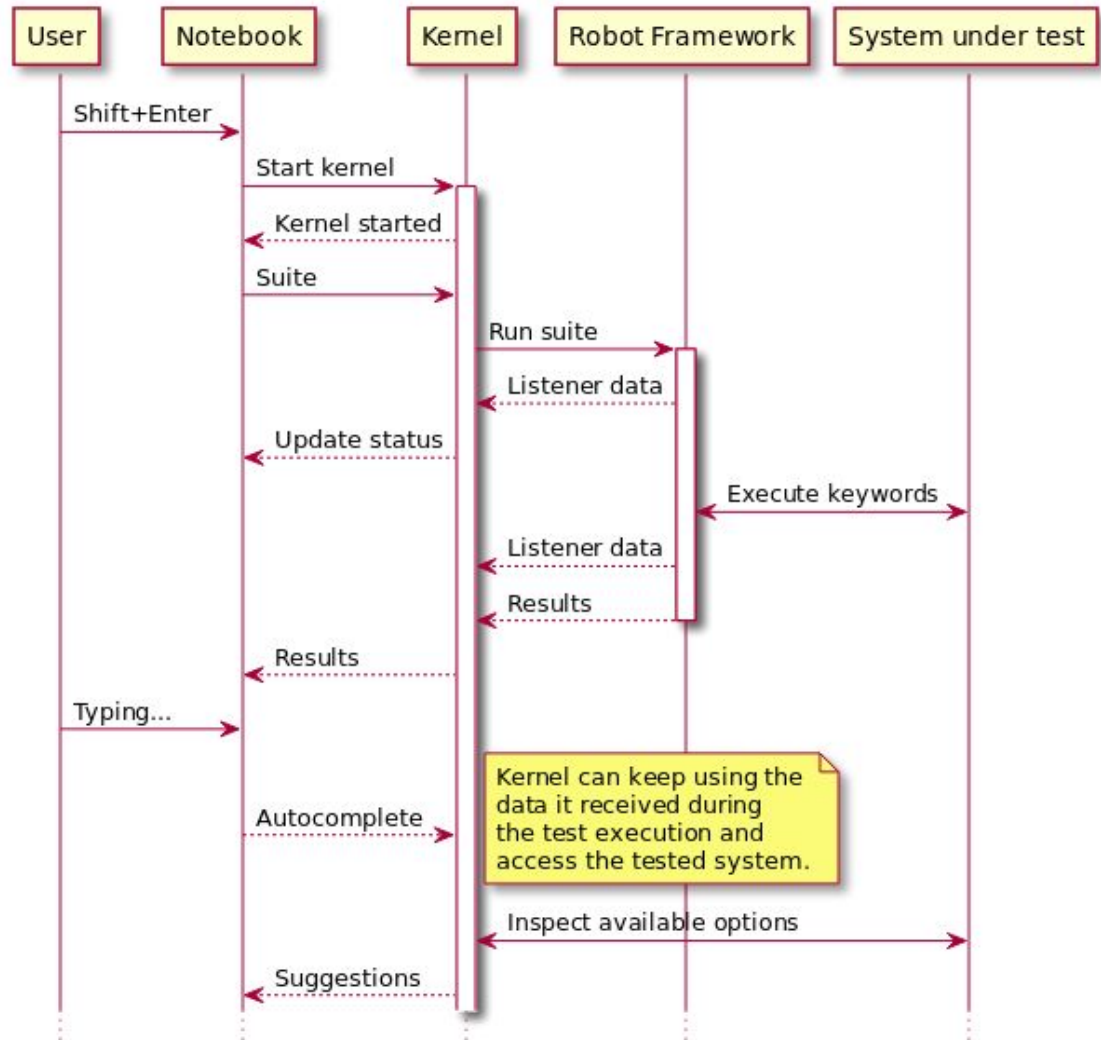 User
Notebook
Kernel
Robot Framework
System under test
Shift+Enter
Start kernel
Kernel started
Suite
Run suite
Listener data
Update status
Execute keywords
Listener data
Results
Results
Typing...
Kernel can keep using the
data it received during
the test execution and
access the tested system.
Autocomplete
Inspect available options
Suggestions